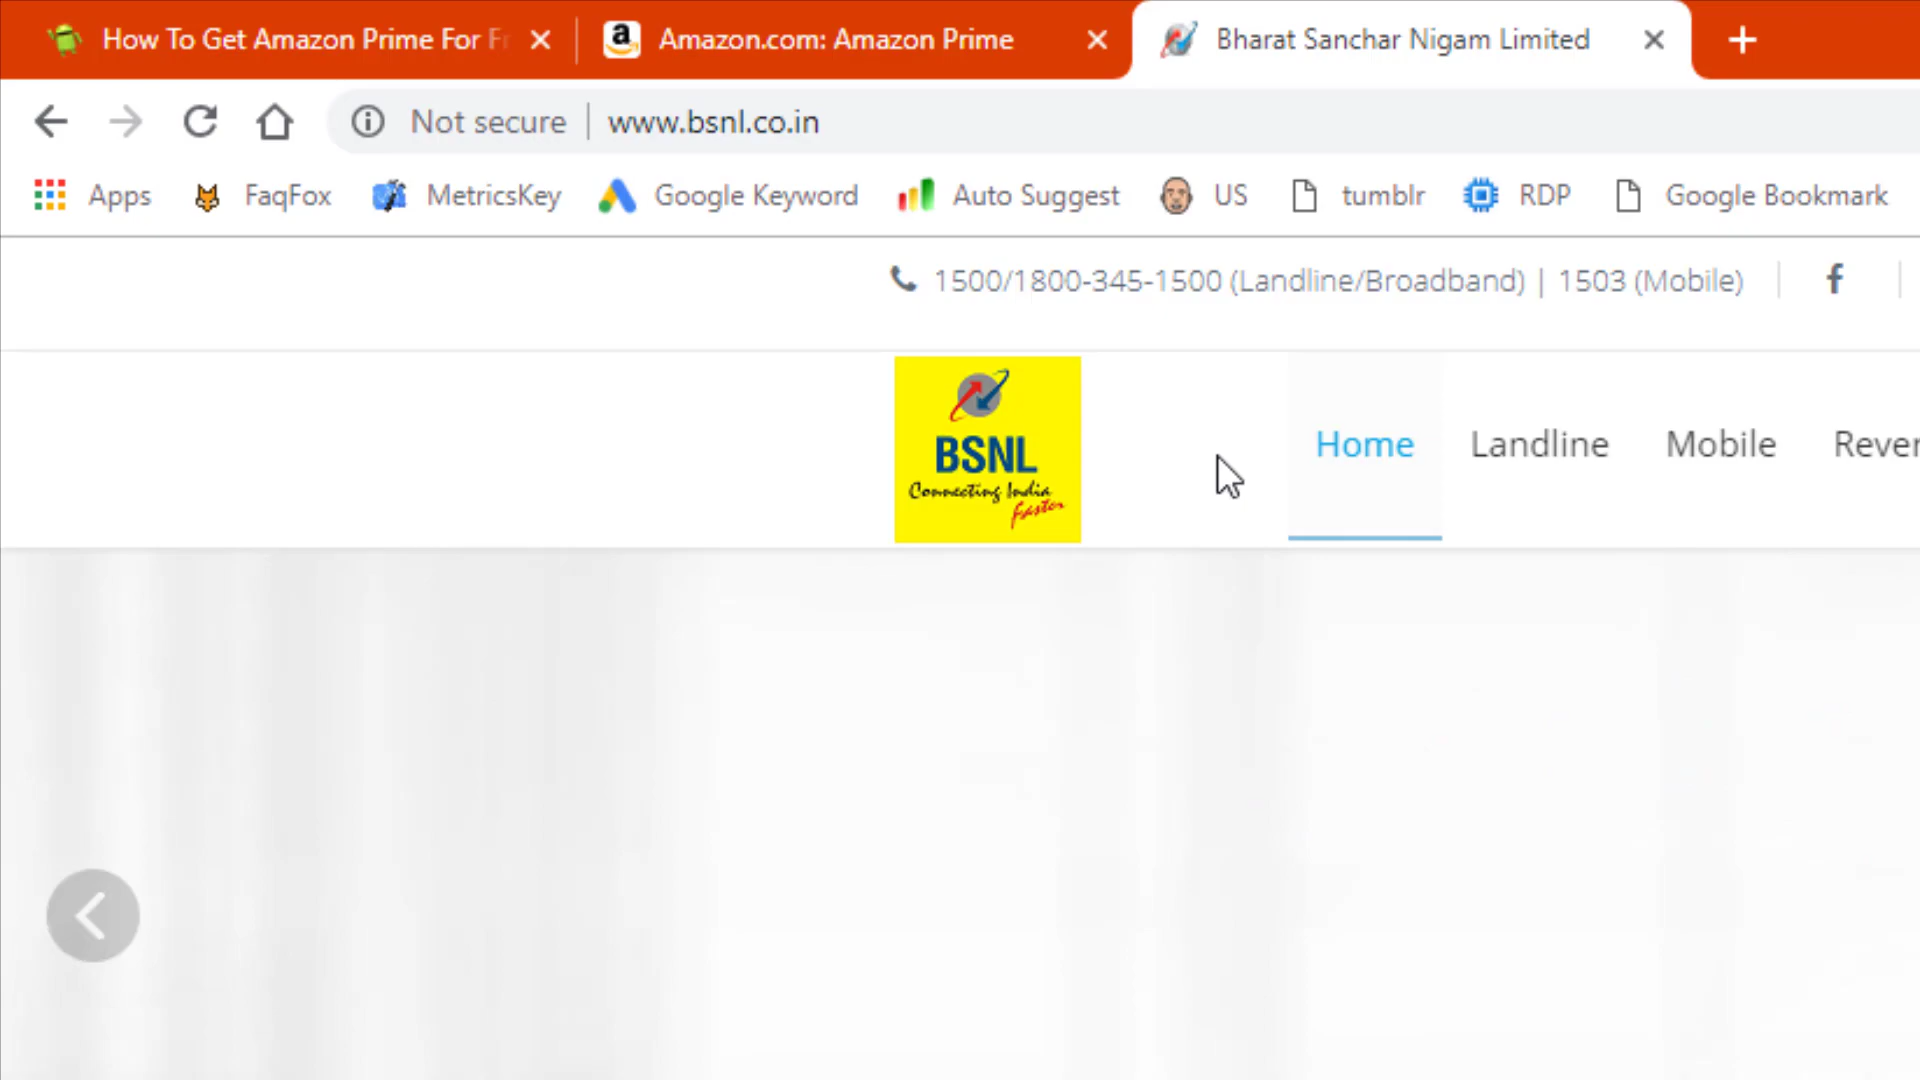 How To Get Amazon Prime For Fr
Amazon.com: Amazon Prime
Bharat Sanchar Nigam Limited
Not secure | www.bsnl.co.in
Apps FaqFox MetricsKey Google Keyword Auto Suggest US tumblr RDP Google Bookmark
1500/1800-345-1500 (Landline/Broadband) | 1503 (Mobile)
BSNL
Connecting India
Faster
Home Landline Mobile Rever